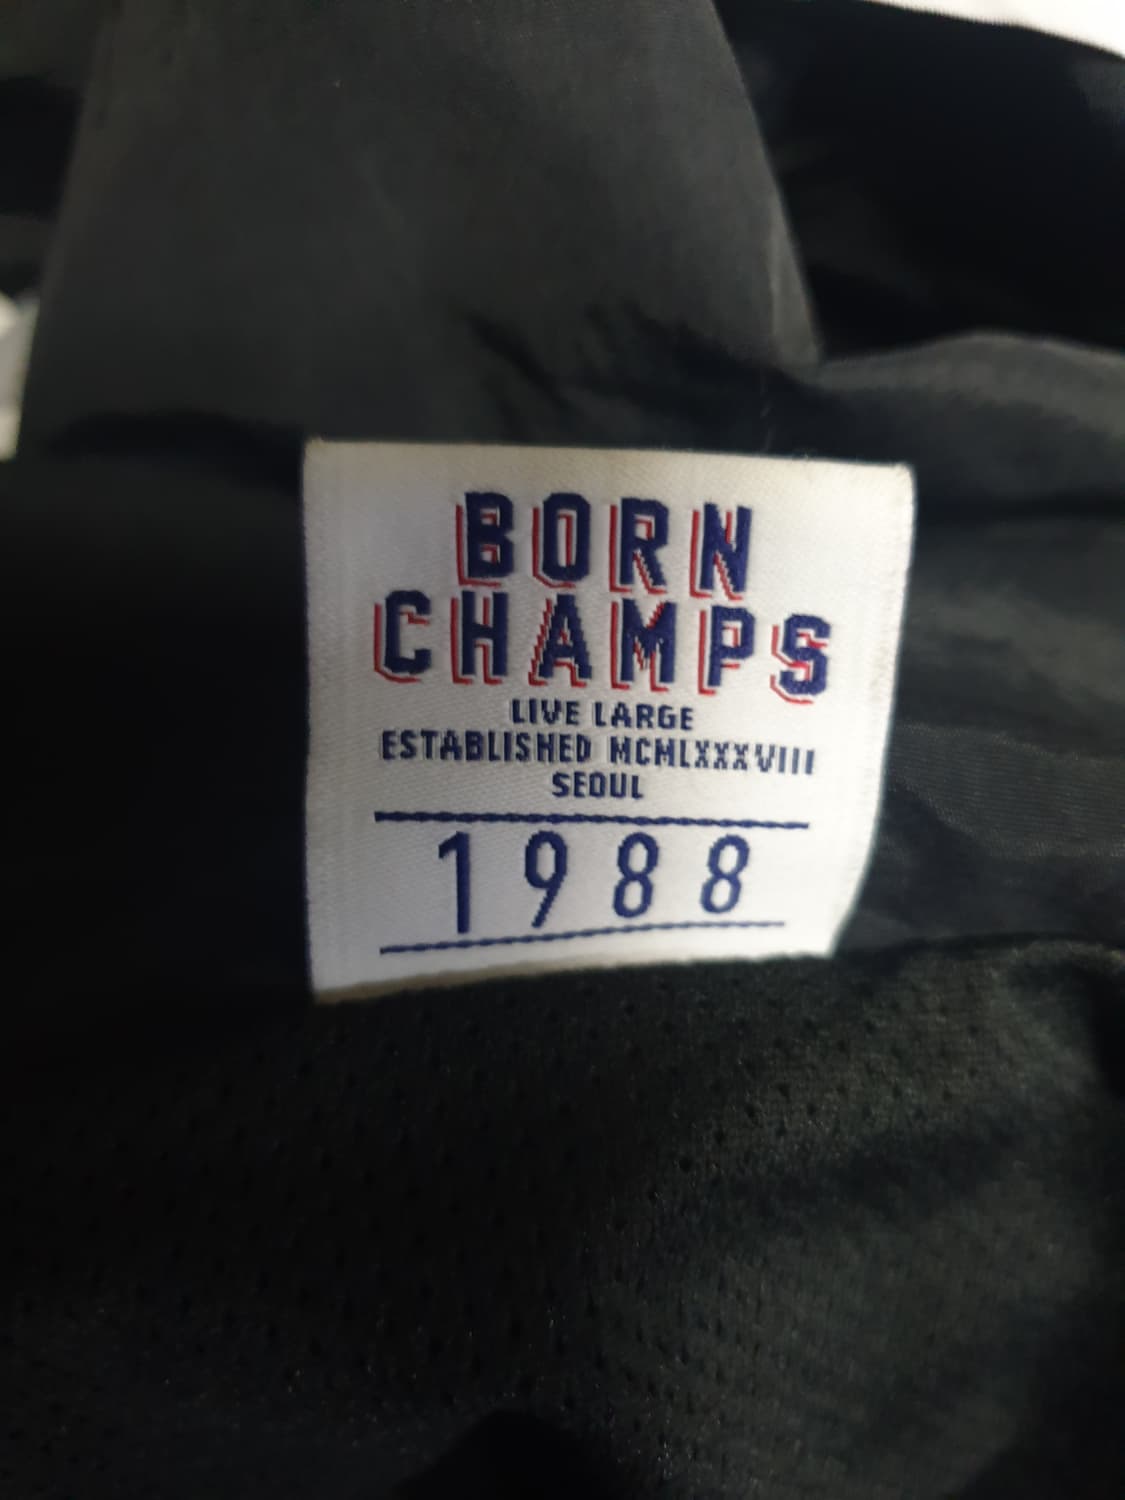 BORN
CHAMPS
LIVE LARGE
ESTABLISHED MCMLXXXVIII
SEOUL
1988